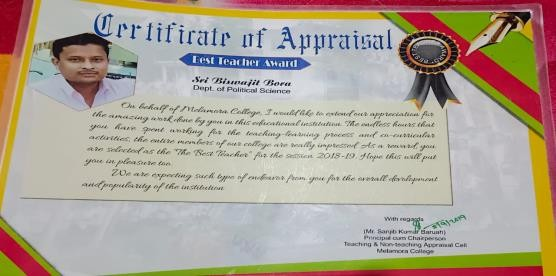 Certificate of Appraisal
Best Teacher Award
Sri Biswajit Bora
Dept. of Political Science
On behalf of Melamora College, I would like to extend our appreciation for
the amazing work done by you in this educational institution. The endless hours that
you have spent working for the teaching-learning process and co-curricular
activities, the entire members of our college are really impressed. As a reward, you
are selected as the "The Best Teacher" for the session 2018-19. Hope this will put
you in pleasure too.
We are expecting such type of endeavor from you for the overall development
and popularity of the institution.
With regards
(Mr. Sanjib Kumar Baruah)
Principal cum Chairperson
Teaching & Non-teaching Appraisal Cell
Melamora College